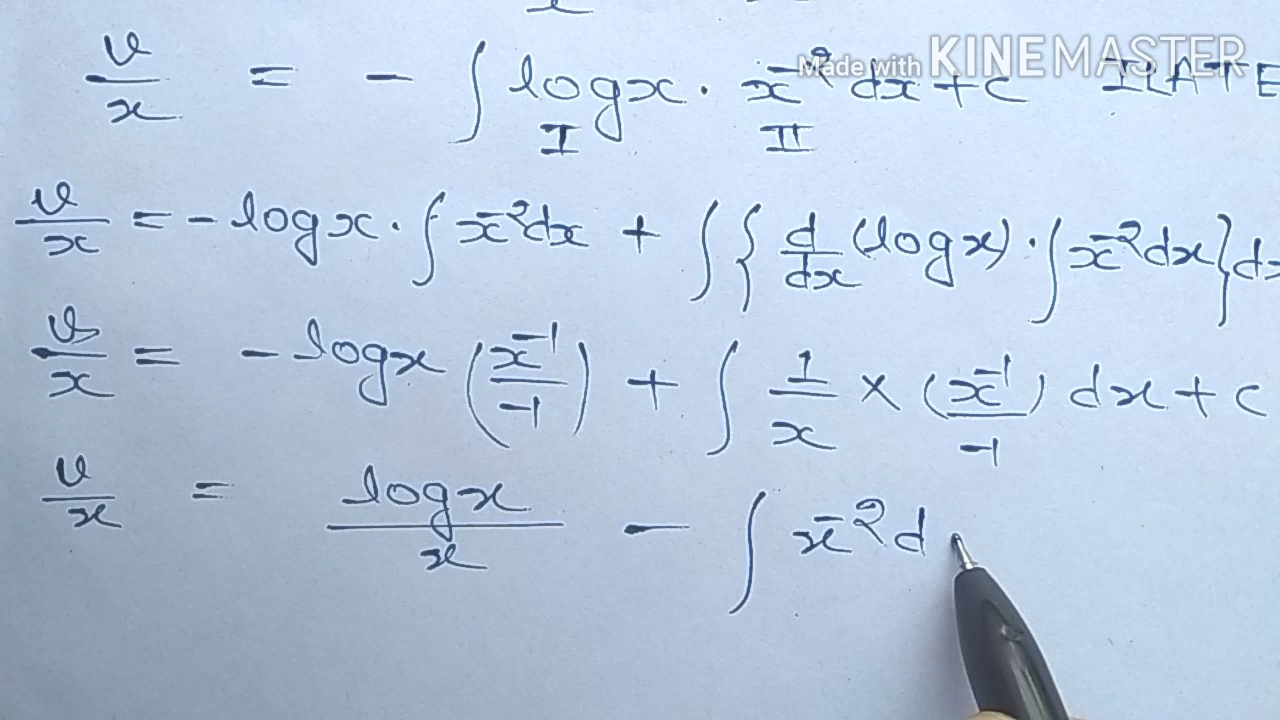 Made with KINEMASTER
v/x = - ∫ log x . x⁻² dx + c ILATE
I II
v/x = - log x . ∫ x⁻² dx + ∫ { d/dx (log x) . ∫ x⁻² dx } dx
v/x = - log x (x⁻¹/-1) + ∫ 1/x × (x⁻¹/-1) dx + c
v/x = log x/x - ∫ x⁻² d